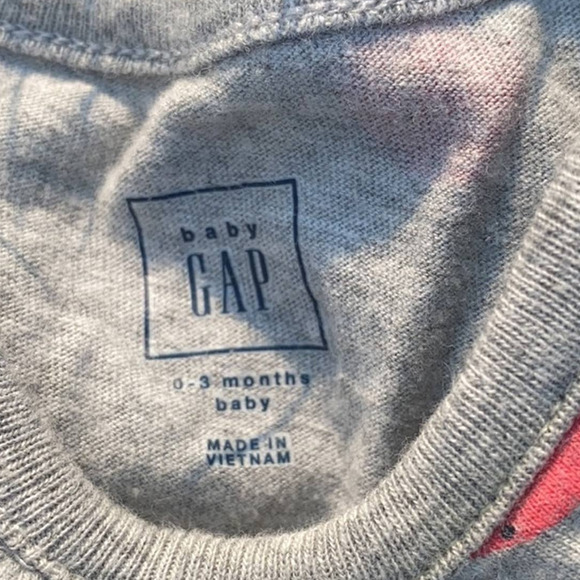 baby
GAP
0-3 months
baby
MADE IN
VIETNAM